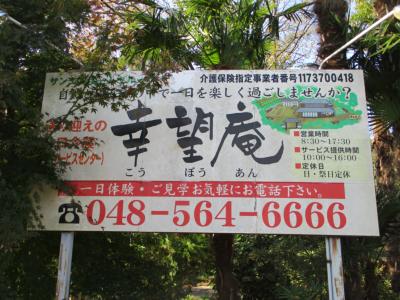 介護保険指定事業者番号1173700418
で一日を楽しく過ごしませんか?
迎えの
幸望庵
こう ぼう あん
■営業時間
8:30〜17:30
■サービス提供時間
10:00〜16:00
■定休日
日・祭日定休
一日体験・ご見学お気軽にお電話下さい。
☎048-564-6666